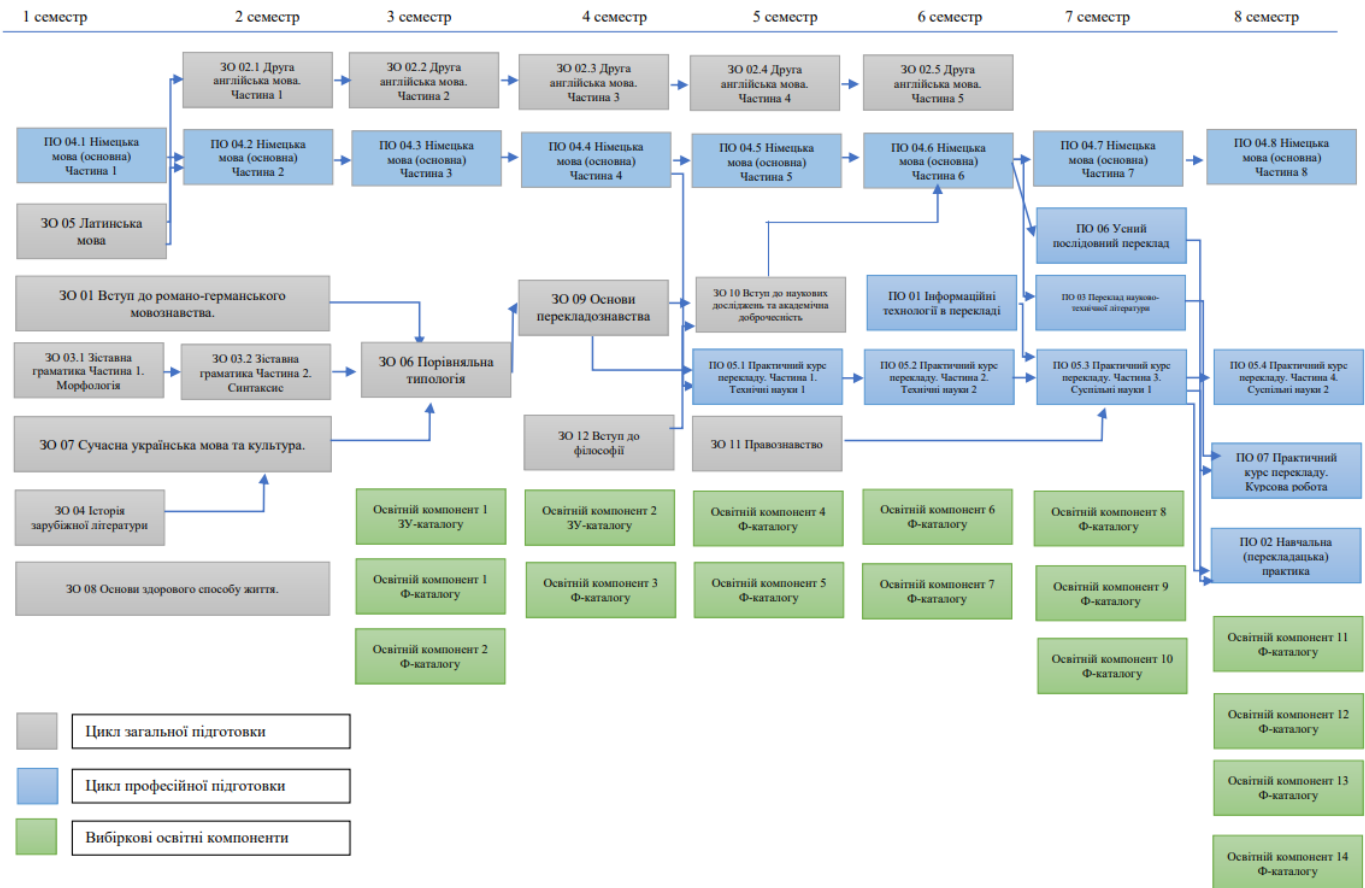 1 семестр
2 семестр
3 семестр
4 семестр
5 семестр
6 семестр
7 семестр
8 семестр
ЗО 02.1 Друга
англійська мова.
Частина 1
ЗО 02.2 Друга
англійська мова.
Частина 2
ЗО 02.3 Друга
англійська мова.
Частина 3
ЗО 02.4 Друга
англійська мова.
Частина 4
ЗО 02.5 Друга
англійська мова.
Частина 5
ПО 04.1 Німецька
мова (основна)
Частина 1
ПО 04.2 Німецька
мова (основна)
Частина 2
ПО 04.3 Німецька
мова (основна)
Частина 3
ПО 04.4 Німецька
мова (основна)
Частина 4
ПО 04.5 Німецька
мова (основна)
Частина 5
ПО 04.6 Німецька
мова (основна)
Частина 6
ПО 04.7 Німецька
мова (основна)
Частина 7
ПО 04.8 Німецька
мова (основна)
Частина 8
ЗО 05 Латинська
мова
ПО 06 Усний
послідовний переклад
ЗО 01 Вступ до романо-германського
мовознавства.
ЗО 09 Основи
перекладознавства
ЗО 10 Вступ до наукових
досліджень та академічна
доброчесність
ПО 01 Інформаційні
технології в перекладі
ПО 03 Переклад науково-
технічної літератури
ЗО 03.1 Зіставна
граматика Частина 1.
Морфологія
ЗО 03.2 Зіставна
граматика Частина 2.
Синтаксис
ЗО 06 Порівняльна
типологія
ПО 05.1 Практичний курс
перекладу. Частина 1.
Технічні науки 1
ПО 05.2 Практичний курс
перекладу. Частина 2.
Технічні науки 2
ПО 05.3 Практичний курс
перекладу. Частина 3.
Суспільні науки 1
ПО 05.4 Практичний курс
перекладу. Частина 4.
Суспільні науки 2
ЗО 07 Сучасна українська мова та культура.
ЗО 12 Вступ до
філософії
ЗО 11 Правознавство
ПО 07 Практичний
курс перекладу.
Курсова робота
ЗО 04 Історія
зарубіжної літератури
Освітній компонент 1
ЗУ-каталогу
Освітній компонент 2
ЗУ-каталогу
Освітній компонент 4
Ф-каталогу
Освітній компонент 6
Ф-каталогу
Освітній компонент 8
Ф-каталогу
ПО 02 Навчальна
(перекладацька)
практика
ЗО 08 Основи здорового способу життя.
Освітній компонент 1
Ф-каталогу
Освітній компонент 3
Ф-каталогу
Освітній компонент 5
Ф-каталогу
Освітній компонент 7
Ф-каталогу
Освітній компонент 9
Ф-каталогу
Освітній компонент 2
Ф-каталогу
Освітній компонент 10
Ф-каталогу
Освітній компонент 11
Ф-каталогу
Освітній компонент 12
Ф-каталогу
Освітній компонент 13
Ф-каталогу
Освітній компонент 14
Ф-каталогу
Цикл загальної підготовки
Цикл професійної підготовки
Вибіркові освітні компоненти